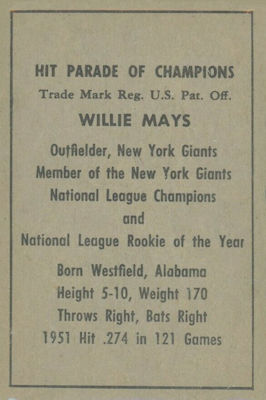 HIT PARADE OF CHAMPIONS
Trade Mark Reg. U.S. Pat. Off.
WILLIE MAYS
Outfielder, New York Giants
Member of the New York Giants
National League Champions
and
National League Rookie of the Year
Born Westfield, Alabama
Height 5-10, Weight 170
Throws Right, Bats Right
1951 Hit .274 in 121 Games